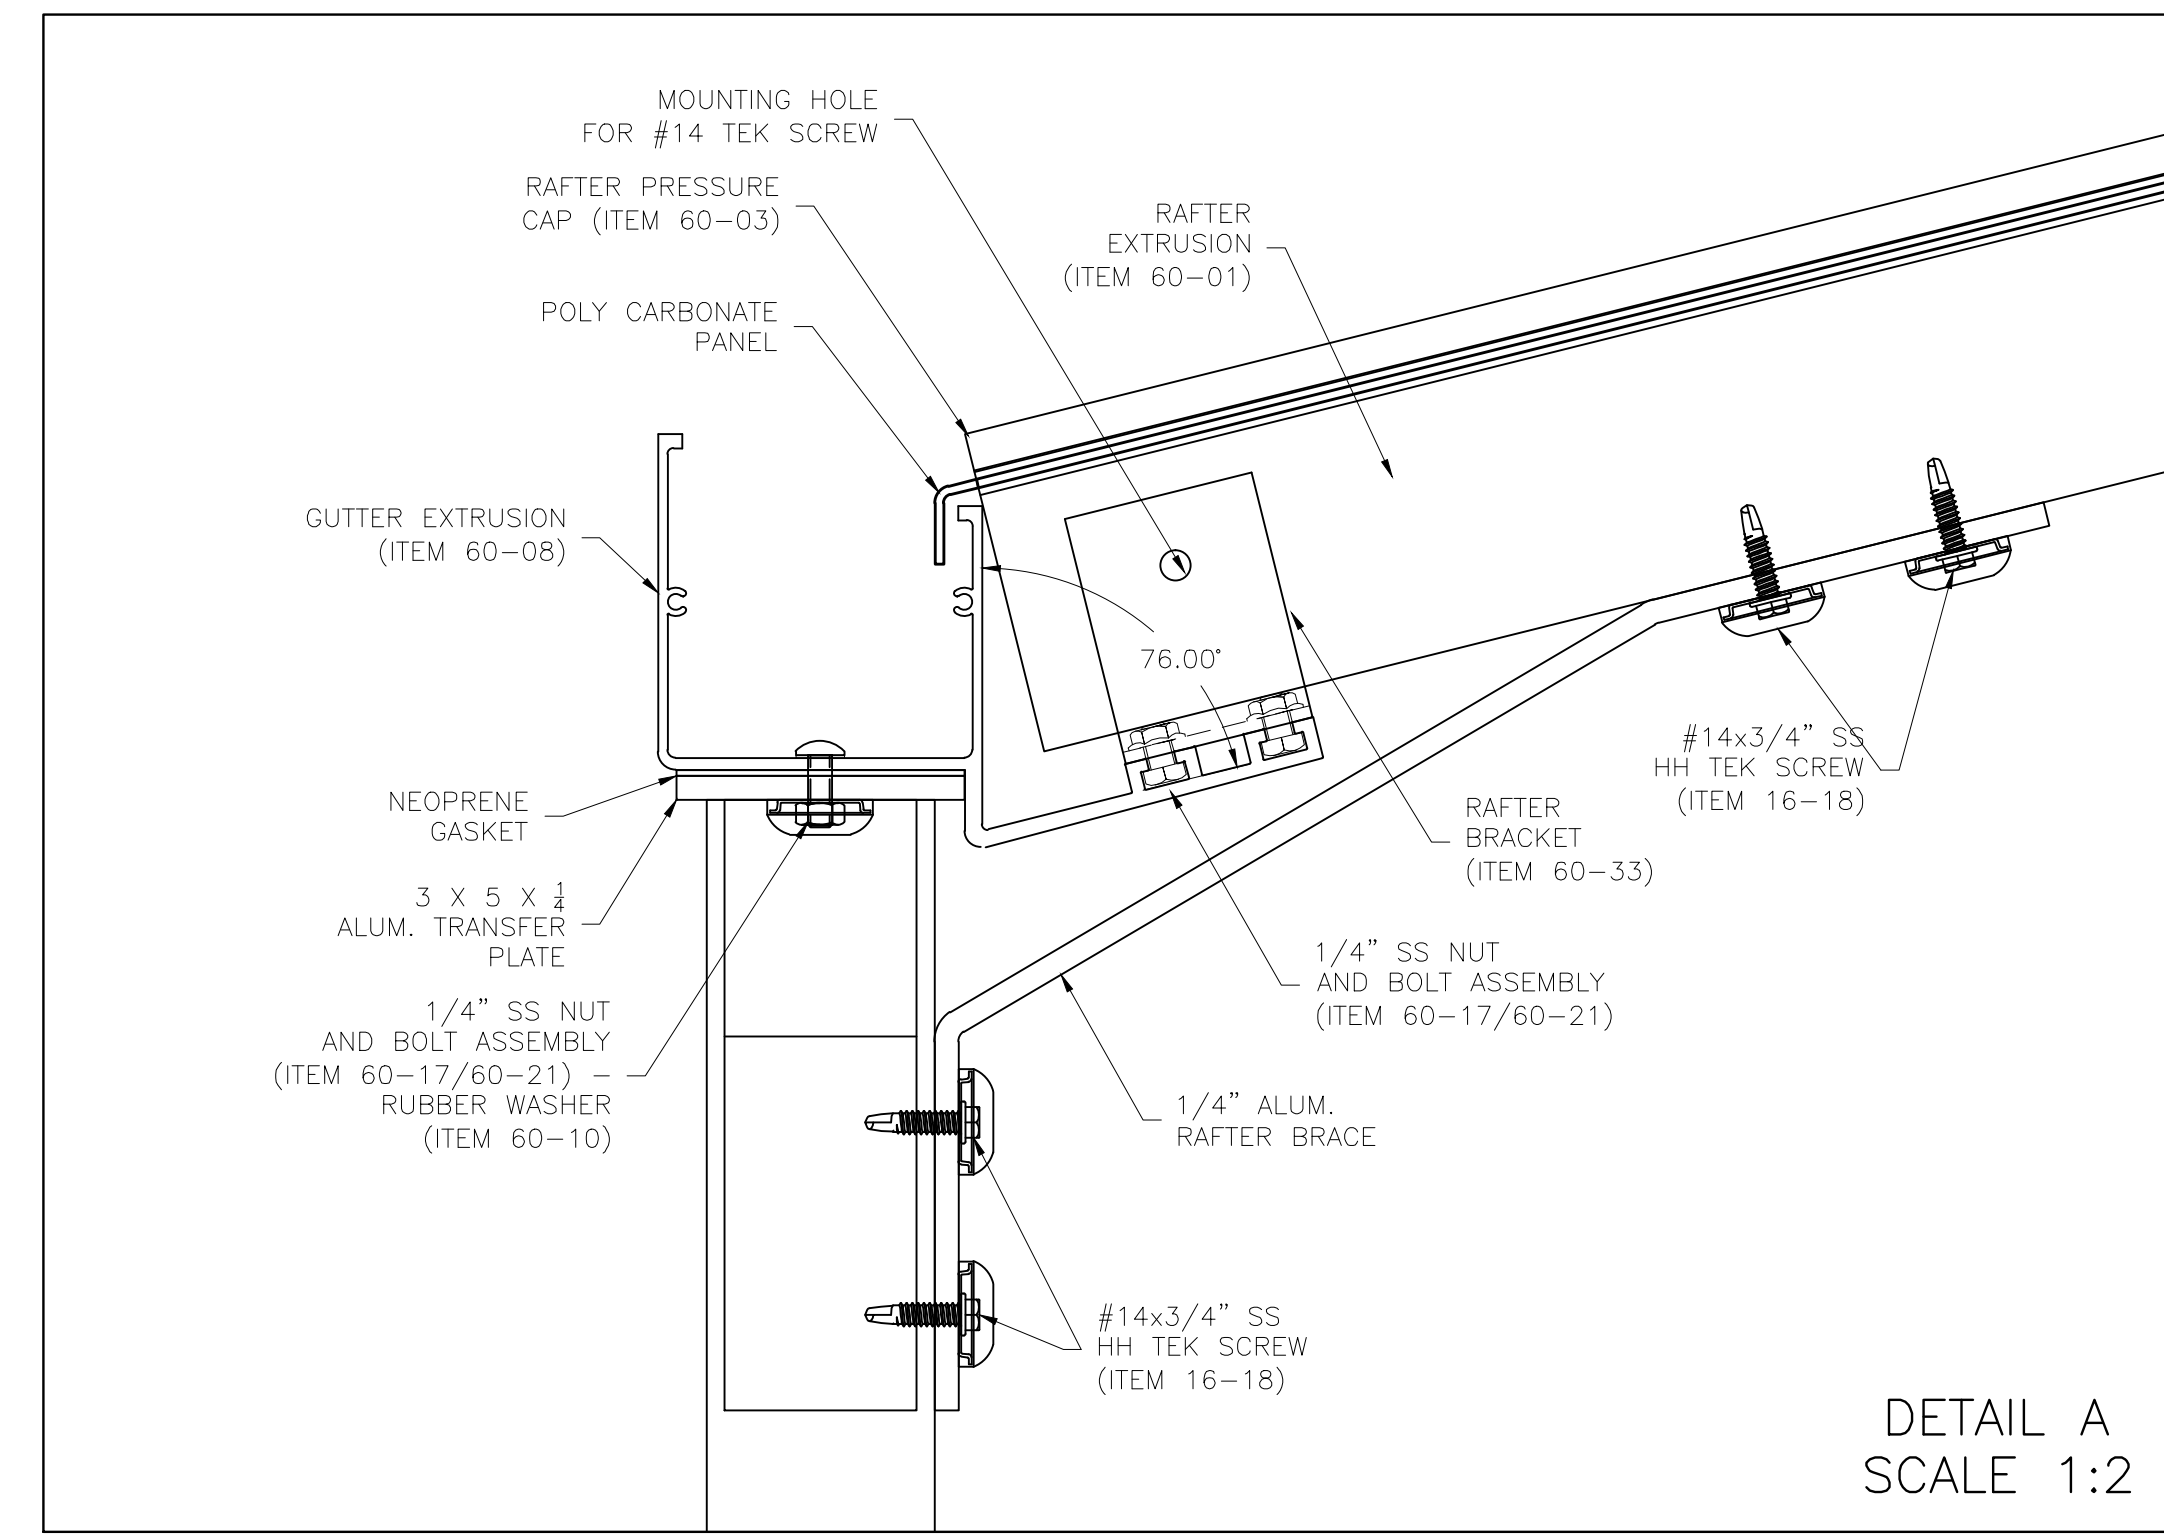 MOUNTING HOLE
FOR #14 TEK SCREW
RAFTER PRESSURE
CAP (ITEM 60-03)
RAFTER
EXTRUSION
(ITEM 60-01)
POLY CARBONATE
PANEL
GUTTER EXTRUSION
(ITEM 60-08)
76.00°
#14x3/4" SS
HH TEK SCREW
(ITEM 16-18)
NEOPRENE
GASKET
RAFTER
BRACKET
(ITEM 60-33)
3 X 5 X 1/4
ALUM. TRANSFER
PLATE
1/4" SS NUT
AND BOLT ASSEMBLY
(ITEM 60-17/60-21)
1/4" SS NUT
AND BOLT ASSEMBLY
(ITEM 60-17/60-21) -
RUBBER WASHER
(ITEM 60-10)
1/4" ALUM.
RAFTER BRACE
#14x3/4" SS
HH TEK SCREW
(ITEM 16-18)
DETAIL A
SCALE 1:2